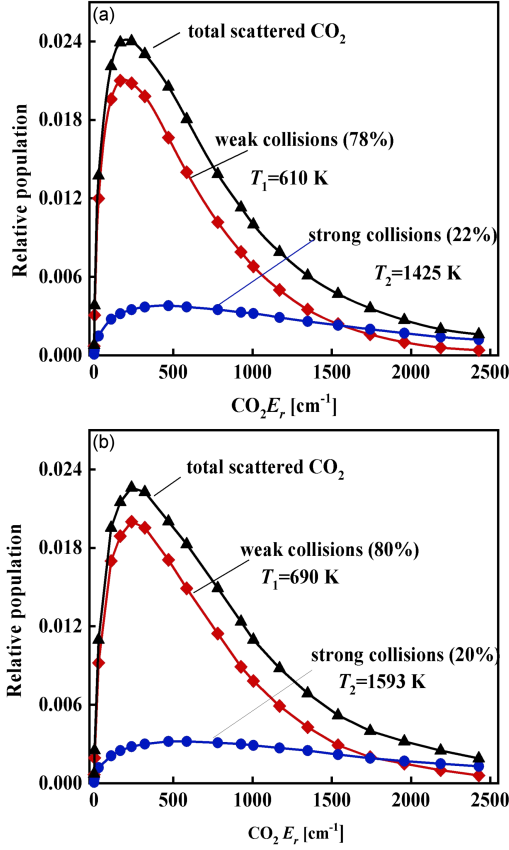 (a)
total scattered CO2
weak collisions (78%)
T1=610 K
strong collisions (22%)
T2=1425 K
0.024
0.018
0.012
0.006
0.000
Relative population
0 500 1000 1500 2000 2500
CO2Er [cm-1]
(b)
total scattered CO2
weak collisions (80%)
T1=690 K
strong collisions (20%)
T2=1593 K
0.024
0.018
0.012
0.006
0.000
Relative population
0 500 1000 1500 2000 2500
CO2 Er [cm-1]